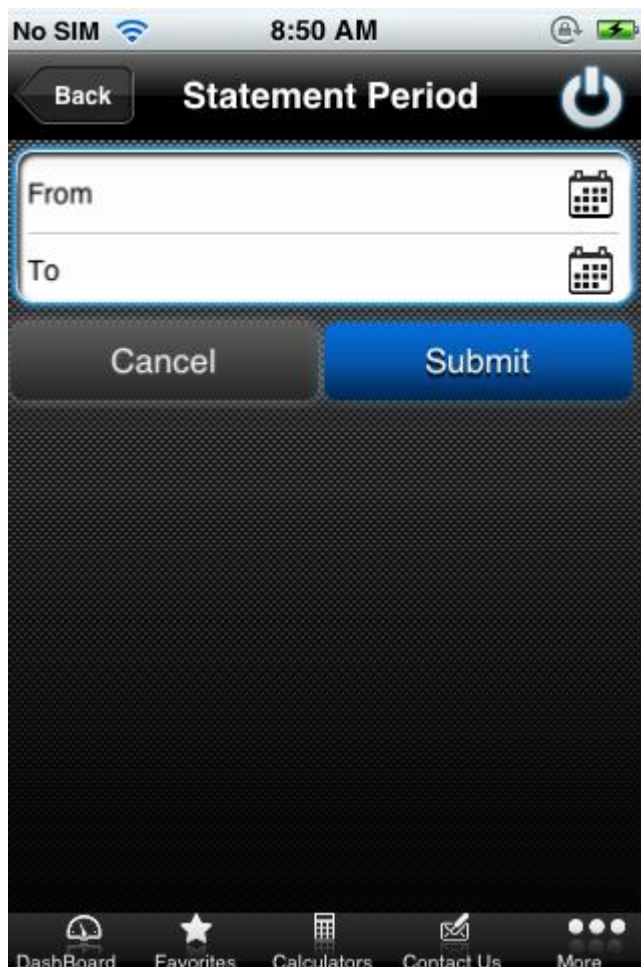 No SIM 8:50 AM
Back Statement Period
From
To
Cancel Submit
DashBoard Favorites Calculators Contact Us More